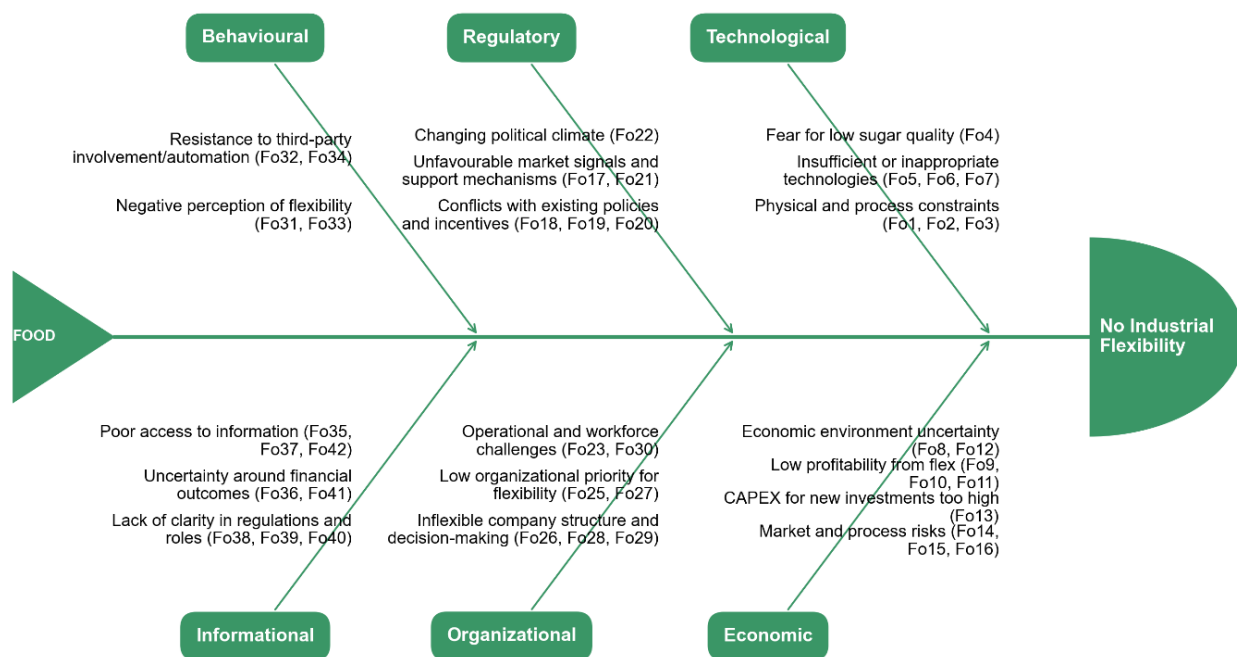 Behavioural
Regulatory
Technological
Resistance to third-party
involvement/automation (Fo32, Fo34)
Negative perception of flexibility
(Fo31, Fo33)
Changing political climate (Fo22)
Unfavourable market signals and
support mechanisms (Fo17, Fo21)
Conflicts with existing policies
and incentives (Fo18, Fo19, Fo20)
Fear for low sugar quality (Fo4)
Insufficient or inappropriate
technologies (Fo5, Fo6, Fo7)
Physical and process constraints
(Fo1, Fo2, Fo3)
FOOD
No Industrial
Flexibility
Poor access to information (Fo35,
Fo37, Fo42)
Uncertainty around financial
outcomes (Fo36, Fo41)
Lack of clarity in regulations and
roles (Fo38, Fo39, Fo40)
Operational and workforce
challenges (Fo23, Fo30)
Low organizational priority for
flexibility (Fo25, Fo27)
Inflexible company structure and
decision-making (Fo26, Fo28, Fo29)
Economic environment uncertainty
(Fo8, Fo12)
Low profitability from flex (Fo9,
Fo10, Fo11)
CAPEX for new investments too high
(Fo13)
Market and process risks (Fo14,
Fo15, Fo16)
Informational
Organizational
Economic